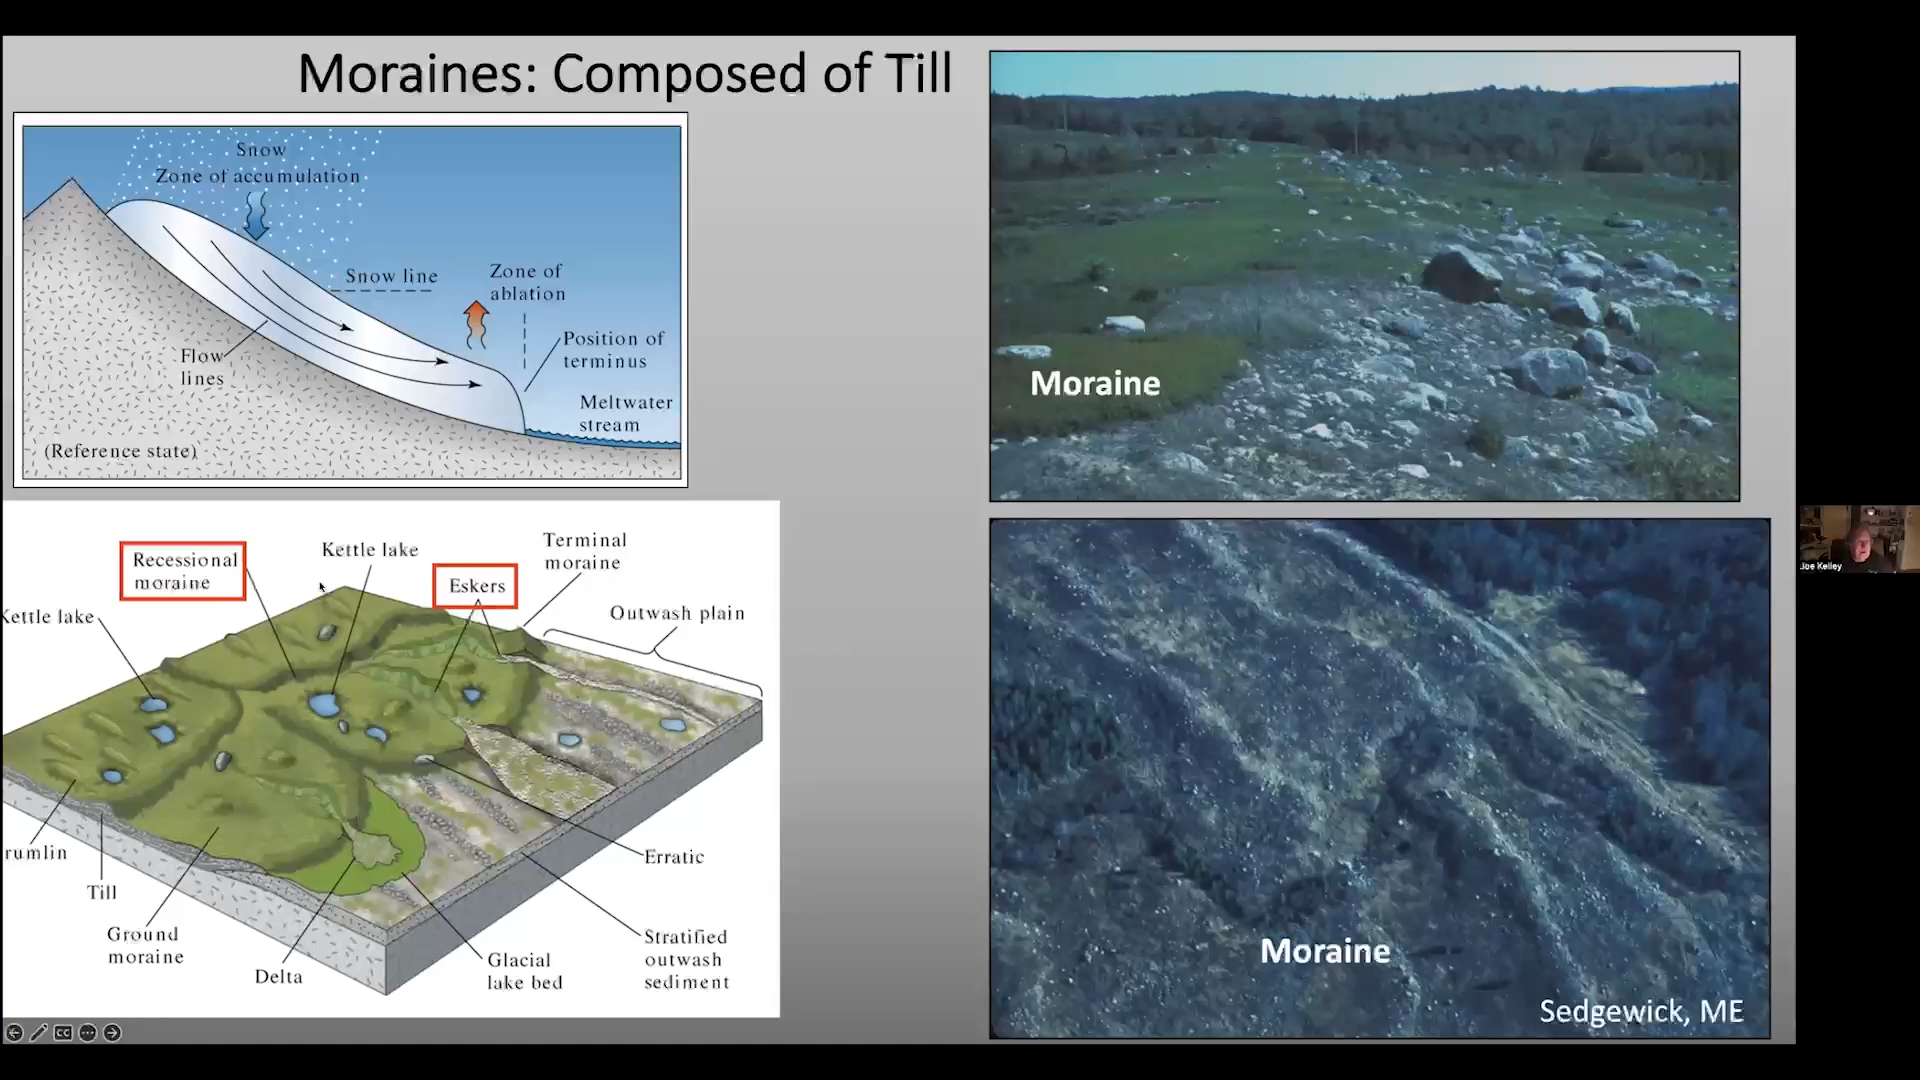 Moraines: Composed of Till
Snow
Zone of accumulation
Snow line
Zone of
ablation
Position of
terminus
Flow
lines
Meltwater
stream
(Reference state)
Moraine
Recessional
moraine
Kettle lake
Eskers
Terminal
moraine
Outwash plain
Kettle lake
rumlin
Till
Ground
moraine
Delta
Glacial
lake bed
Erratic
Stratified
outwash
sediment
Moraine
Sedgewick, ME
Joe Kelley
CC